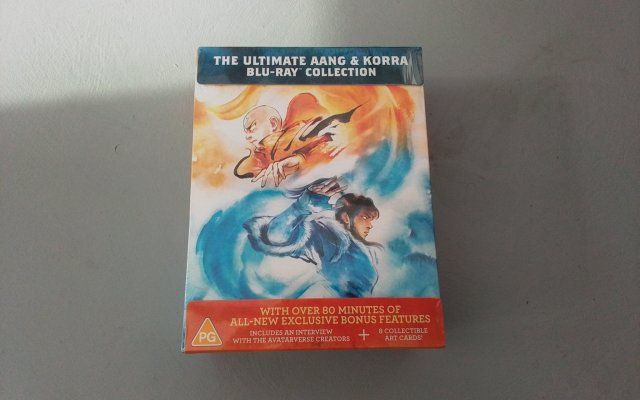 THE ULTIMATE AANG & KORRA
BLU-RAY™ COLLECTION
WITH OVER 80 MINUTES OF
ALL-NEW EXCLUSIVE BONUS FEATURES
PG
INCLUDES AN INTERVIEW
WITH THE AVATARVERSE CREATORS
+
8 COLLECTIBLE
ART CARDS!